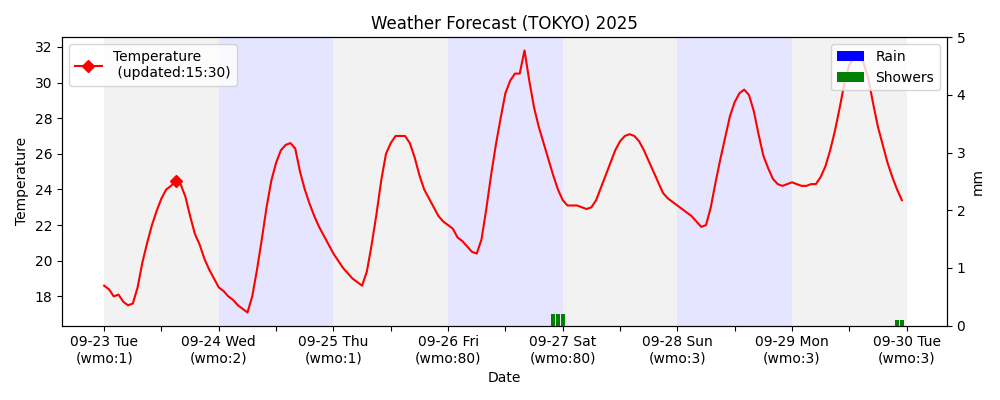 Weather Forecast (TOKYO) 2025
Temperature
(updated:15:30)
Rain
Showers
32
30
28
26
24
22
20
18
Temperature
5
4
3
2
1
0
mm
09-23 Tue
(wmo:1)
09-24 Wed
(wmo:2)
09-25 Thu
(wmo:1)
09-26 Fri
(wmo:80)
09-27 Sat
(wmo:80)
09-28 Sun
(wmo:3)
09-29 Mon
(wmo:3)
09-30 Tue
(wmo:3)
Date